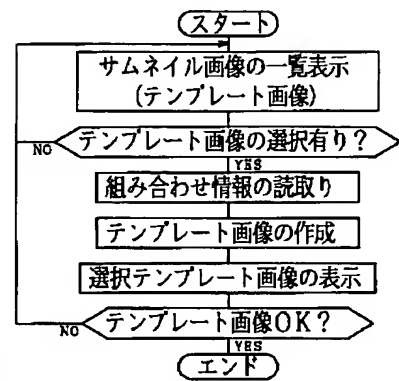 スタート
サムネイル画像の一覧表示
(テンプレート画像)
テンプレート画像の選択有り?
NO
YES
組み合わせ情報の読取り
テンプレート画像の作成
選択テンプレート画像の表示
テンプレート画像OK?
NO
YES
エンド